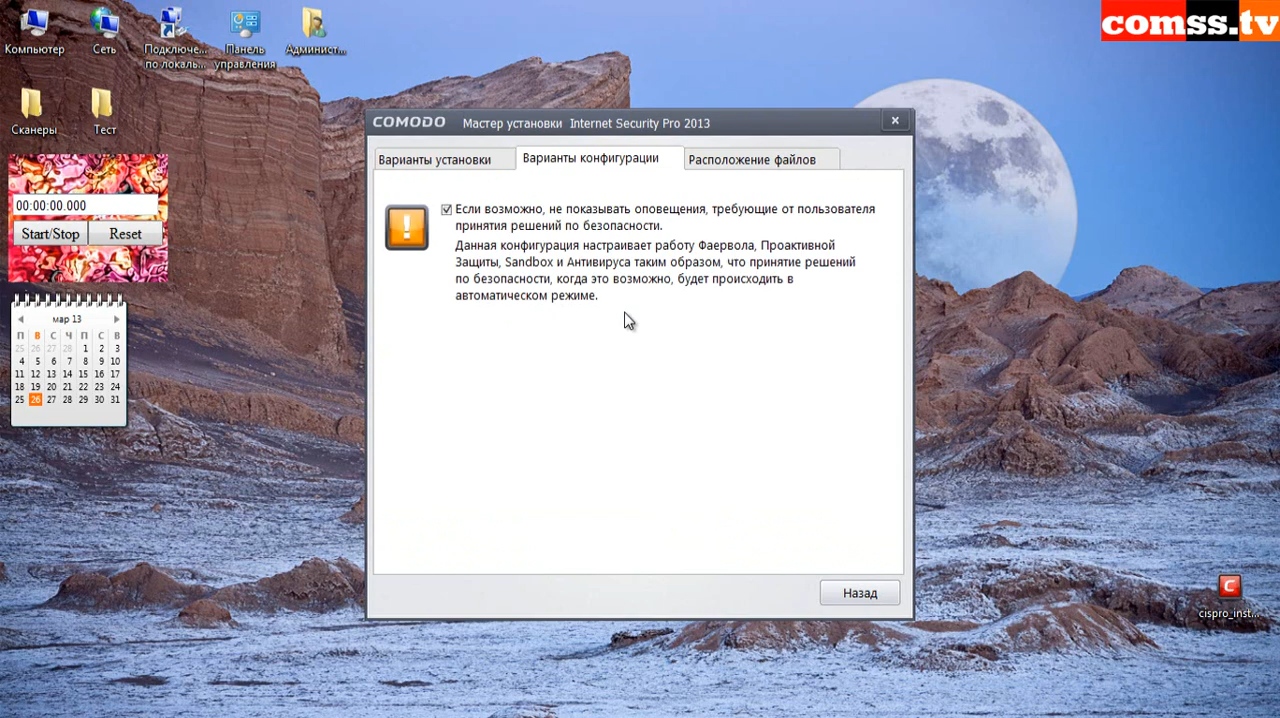 comss.tv
Компьютер
Сеть
Подключе...
по локаль...
Панель
управления
Админист...
Сканеры
Тест
00:00:00.000
Start/Stop
Reset
мар 13
П В С Ч П С В
25 26 27 28 1 2 3
4 5 6 7 8 9 10
11 12 13 14 15 16 17
18 19 20 21 22 23 24
25 26 27 28 29 30 31
COMODO Мастер установки Internet Security Pro 2013
Варианты установки
Варианты конфигурации
Расположение файлов
Если возможно, не показывать оповещения, требующие от пользователя
принятия решений по безопасности.
Данная конфигурация настраивает работу Фаервола, Проактивной
Защиты, Sandbox и Антивируса таким образом, что принятие решений
по безопасности, когда это возможно, будет происходить в
автоматическом режиме.
Назад
C
cispro_inst...